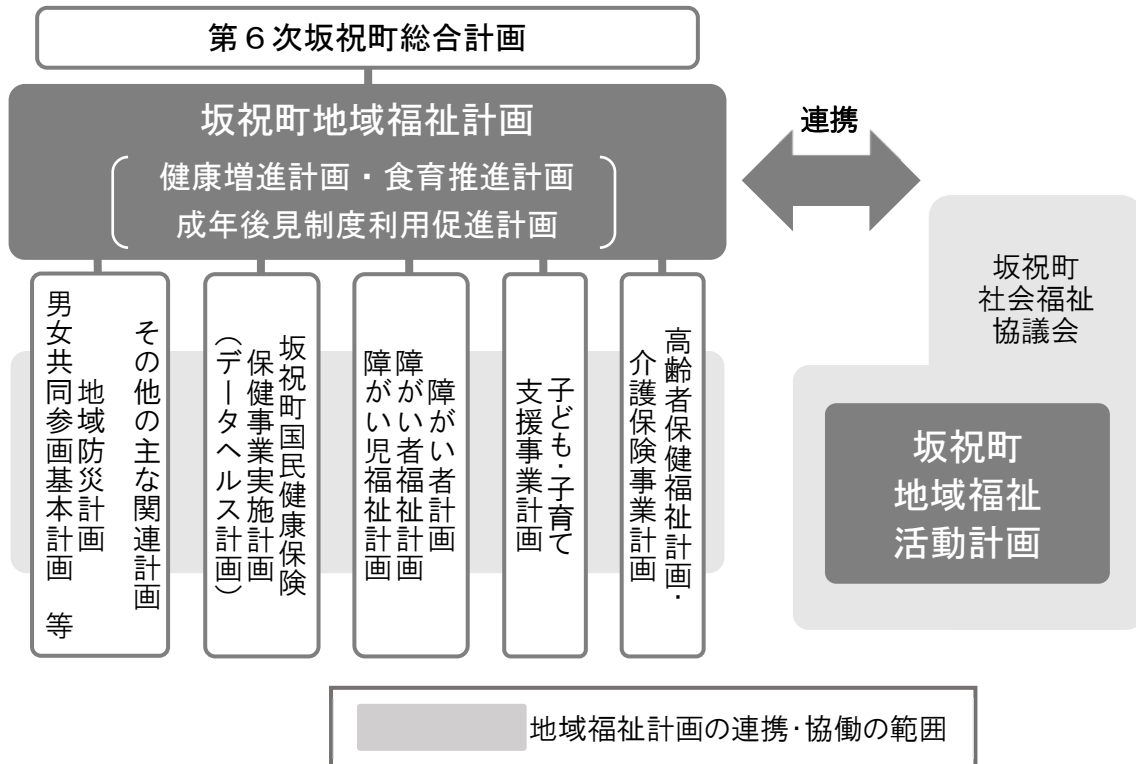 第６次坂祝町総合計画
坂祝町地域福祉計画
健康増進計画・食育推進計画
成年後見制度利用促進計画
連携
その他の主な関連計画
地域防災計画
男女共同参画基本計画　等
坂祝町国民健康保険
保健事業実施計画
（データヘルス計画）
障がい者計画
障がい者福祉計画
障がい児福祉計画
子ども・子育て
支援事業計画
高齢者保健福祉計画・
介護保険事業計画
坂祝町
社会福祉
協議会
坂祝町
地域福祉
活動計画
地域福祉計画の連携・協働の範囲